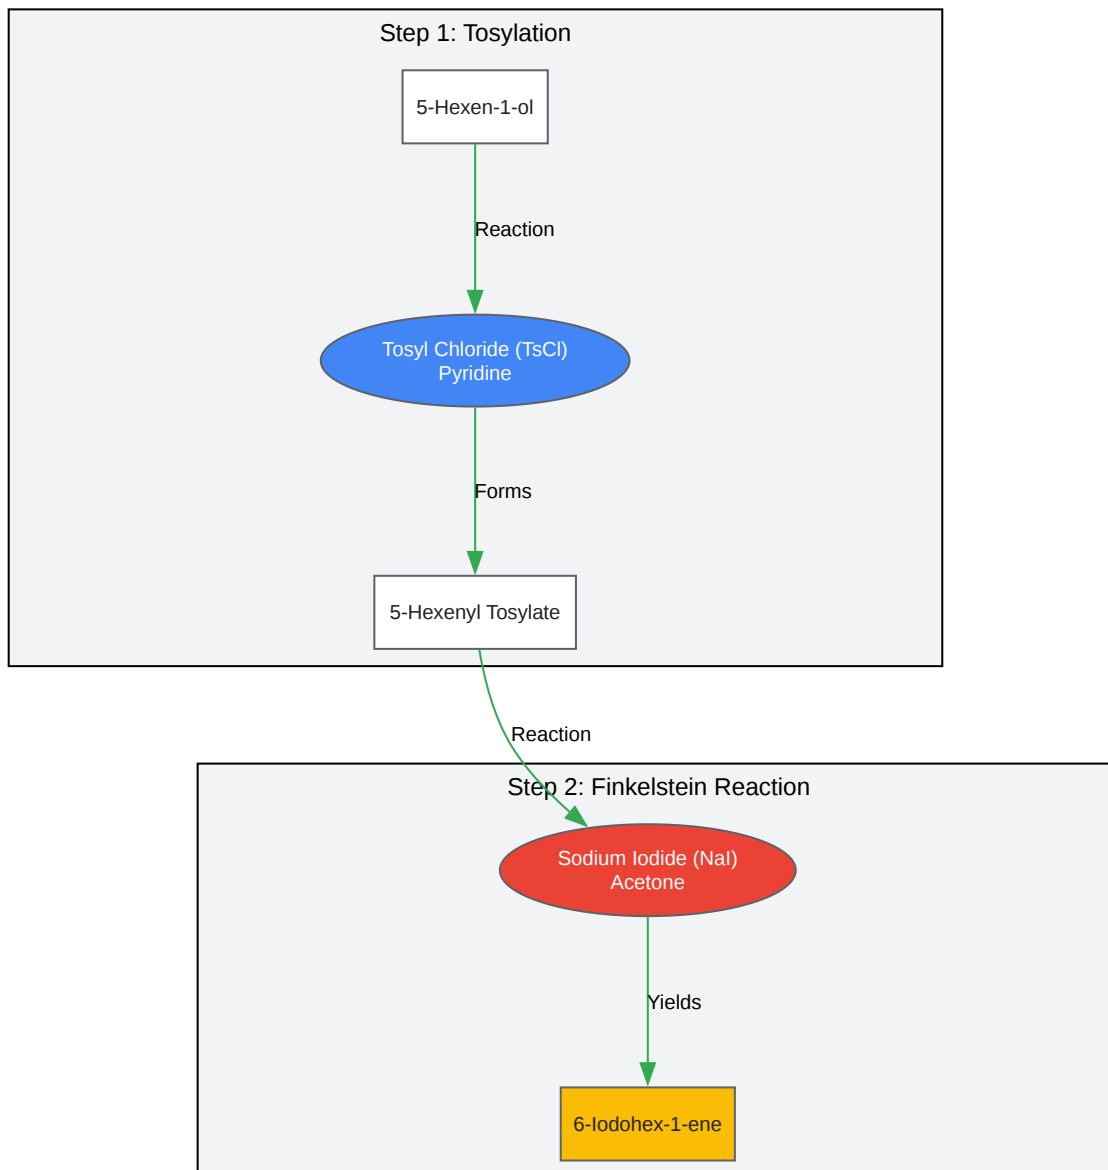 Step 1: Tosylation
5-Hexen-1-ol
Reaction
Tosyl Chloride (TsCl)
Pyridine
Forms
5-Hexenyl Tosylate
Reaction
Step 2: Finkelstein Reaction
Sodium Iodide (NaI)
Acetone
Yields
6-Iodohex-1-ene